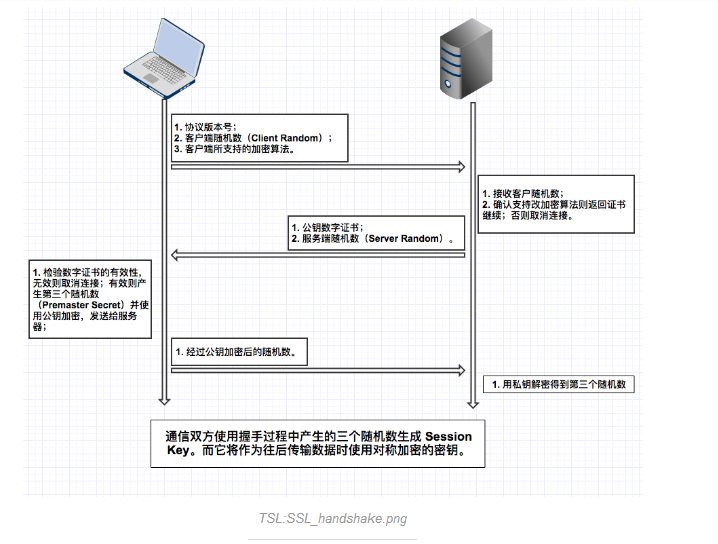 1. 协议版本号；
2. 客户端随机数（Client Random）；
3. 客户端所支持的加密算法。
1. 接收客户随机数；
2. 确认支持改加密算法则返回证书
继续；否则取消连接。
1. 公钥数字证书；
2. 服务端随机数（Server Random）。
1. 检验数字证书的有效性，
无效则取消连接；有效则产
生第三个随机数
（Premaster Secret）并使
用公钥加密，发送给服务
器；
1. 经过公钥加密后的随机数。
1. 用私钥解密得到第三个随机数
通信双方使用握手过程中产生的三个随机数生成 Session
Key。而它将作为往后传输数据时使用对称加密的密钥。
TSL:SSL_handshake.png